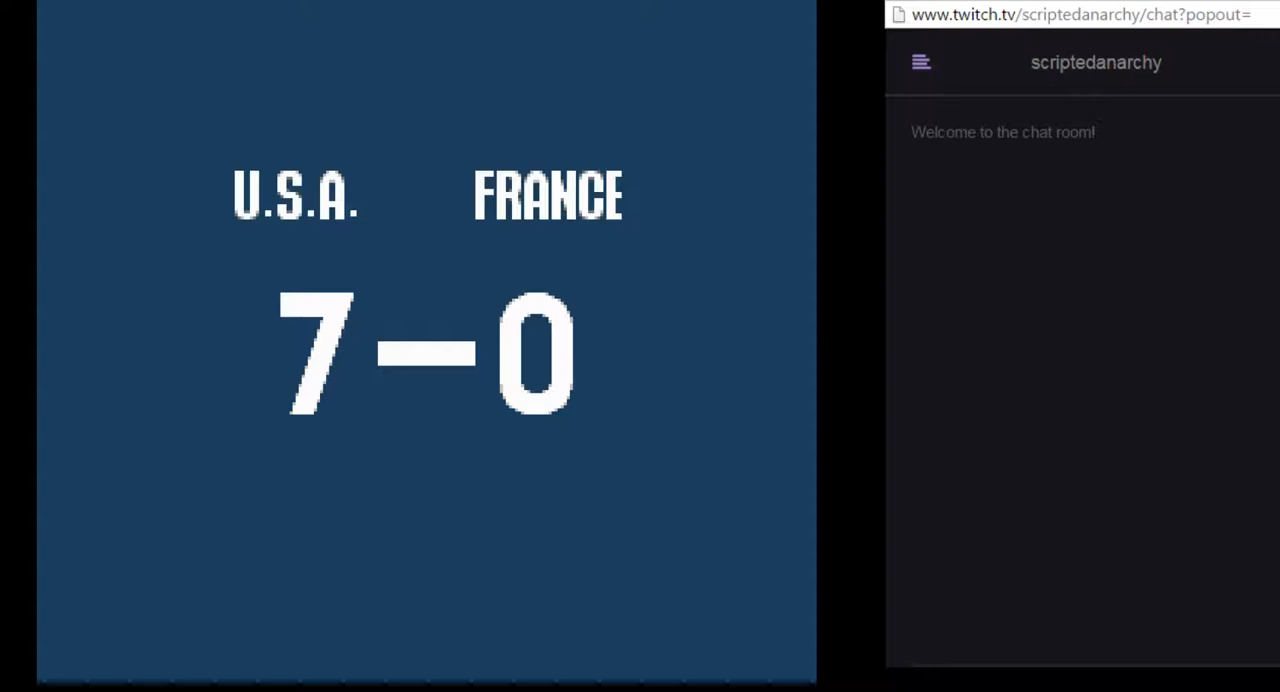 U.S.A. FRANCE
7-0
www.twitch.tv/scriptedanarchy/chat?popout=
scriptedanarchy
Welcome to the chat room!